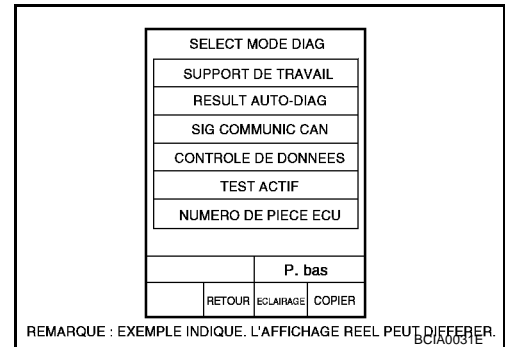 SELECT MODE DIAG
SUPPORT DE TRAVAIL
RESULT AUTO-DIAG
SIG COMMUNIC CAN
CONTROLE DE DONNEES
TEST ACTIF
NUMERO DE PIECE ECU
P. bas
RETOUR ECLAIRAGE COPIER
REMARQUE : EXEMPLE INDIQUE. L'AFFICHAGE REEL PEUT DIFFERER.
BCIA0031E